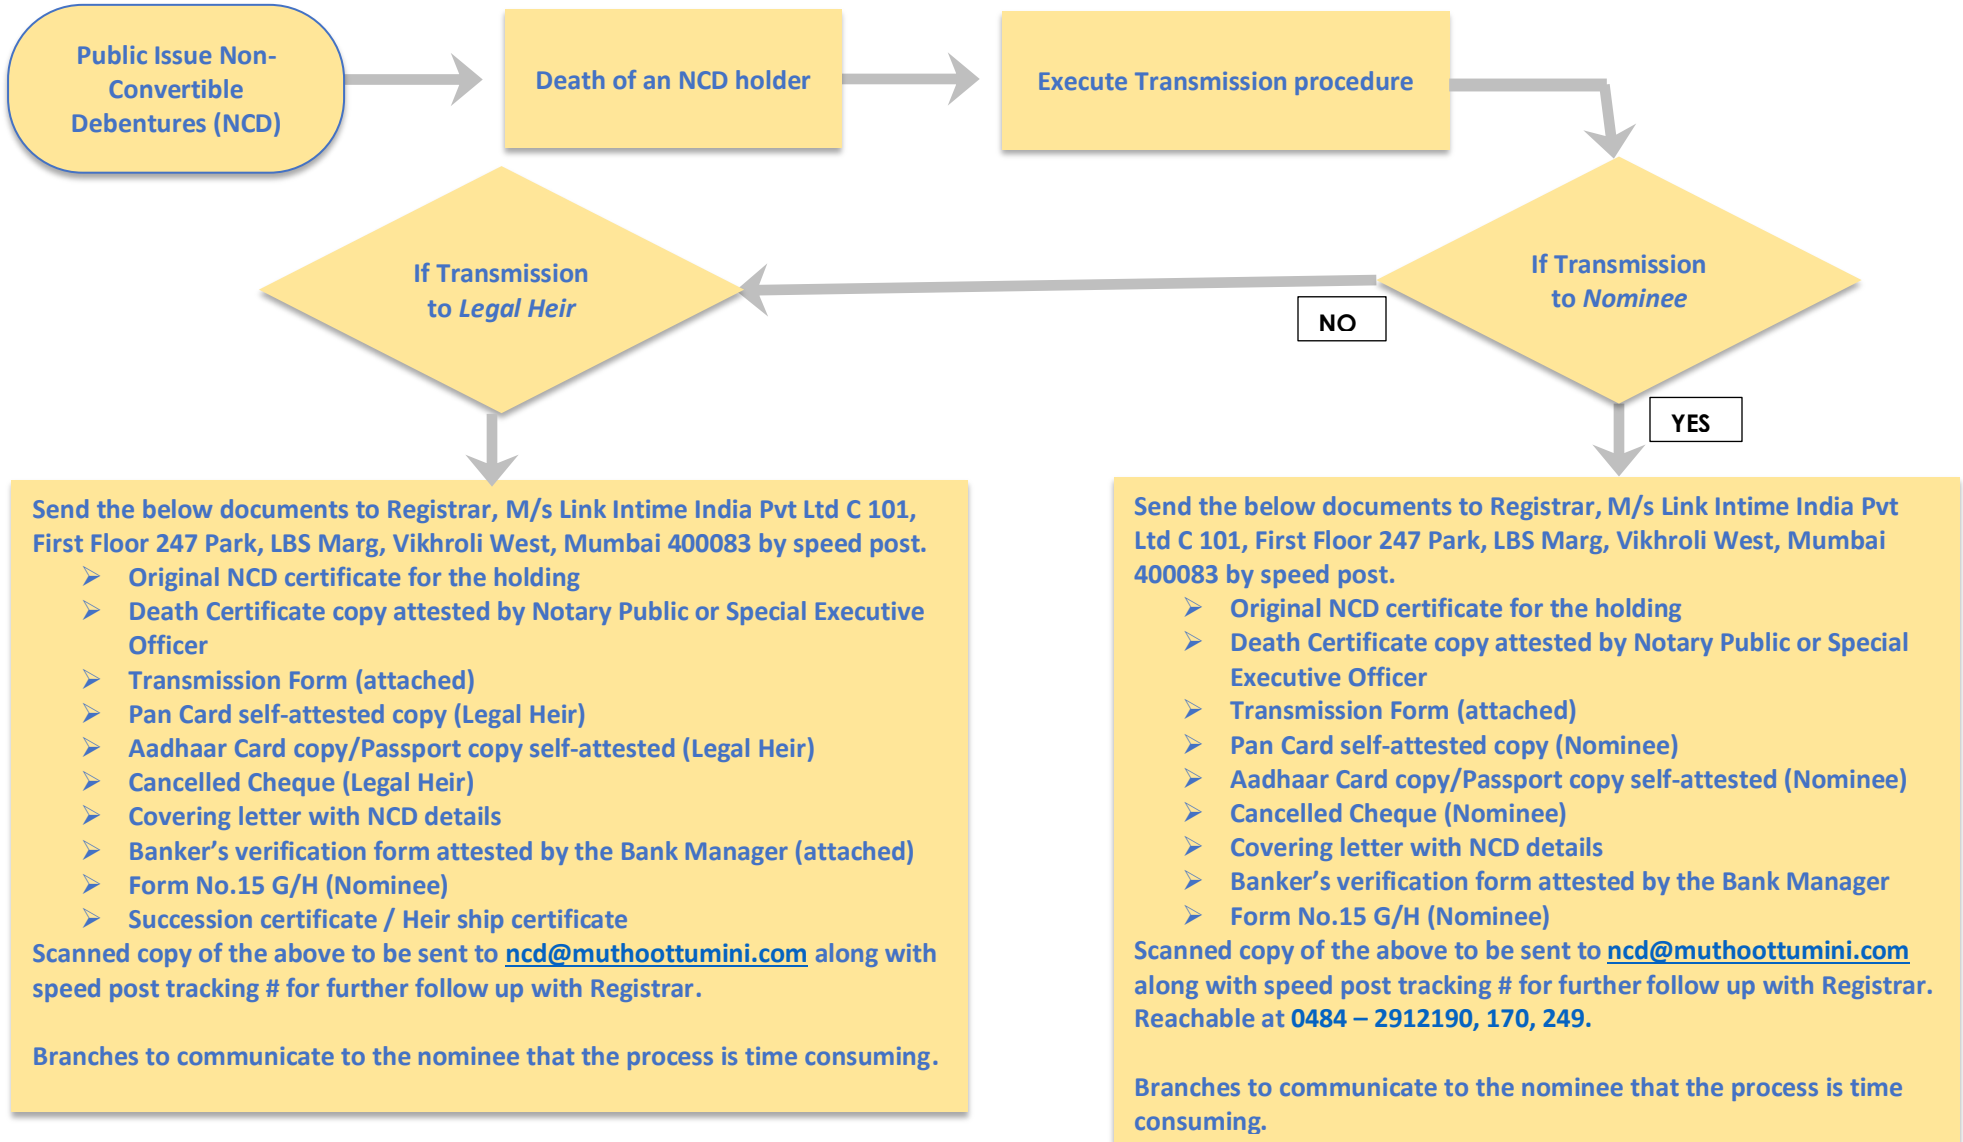 Public Issue Non-
Convertible
Debentures (NCD)
Death of an NCD holder
Execute Transmission procedure
If Transmission
to Nominee
NO
YES
If Transmission
to Legal Heir
Send the below documents to Registrar, M/s Link Intime India Pvt Ltd C 101,
First Floor 247 Park, LBS Marg, Vikhroli West, Mumbai 400083 by speed post.
➢ Original NCD certificate for the holding
➢ Death Certificate copy attested by Notary Public or Special Executive
Officer
➢ Transmission Form (attached)
➢ Pan Card self-attested copy (Legal Heir)
➢ Aadhaar Card copy/Passport copy self-attested (Legal Heir)
➢ Cancelled Cheque (Legal Heir)
➢ Covering letter with NCD details
➢ Banker's verification form attested by the Bank Manager (attached)
➢ Form No.15 G/H (Nominee)
➢ Succession certificate / Heir ship certificate
Scanned copy of the above to be sent to ncd@muthoottumini.com along with
speed post tracking # for further follow up with Registrar.
Branches to communicate to the nominee that the process is time consuming.
Send the below documents to Registrar, M/s Link Intime India Pvt
Ltd C 101, First Floor 247 Park, LBS Marg, Vikhroli West, Mumbai
400083 by speed post.
➢ Original NCD certificate for the holding
➢ Death Certificate copy attested by Notary Public or Special
Executive Officer
➢ Transmission Form (attached)
➢ Pan Card self-attested copy (Nominee)
➢ Aadhaar Card copy/Passport copy self-attested (Nominee)
➢ Cancelled Cheque (Nominee)
➢ Covering letter with NCD details
➢ Banker's verification form attested by the Bank Manager
➢ Form No.15 G/H (Nominee)
Scanned copy of the above to be sent to ncd@muthoottumini.com
along with speed post tracking # for further follow up with Registrar.
Reachable at 0484 – 2912190, 170, 249.
Branches to communicate to the nominee that the process is time
consuming.